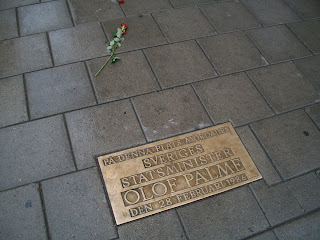 PÅ DENNA PLATS MÖRDADES
SVERIGES
STATSMINISTER
OLOF PALME
DEN 28 FEBRUARI 1986